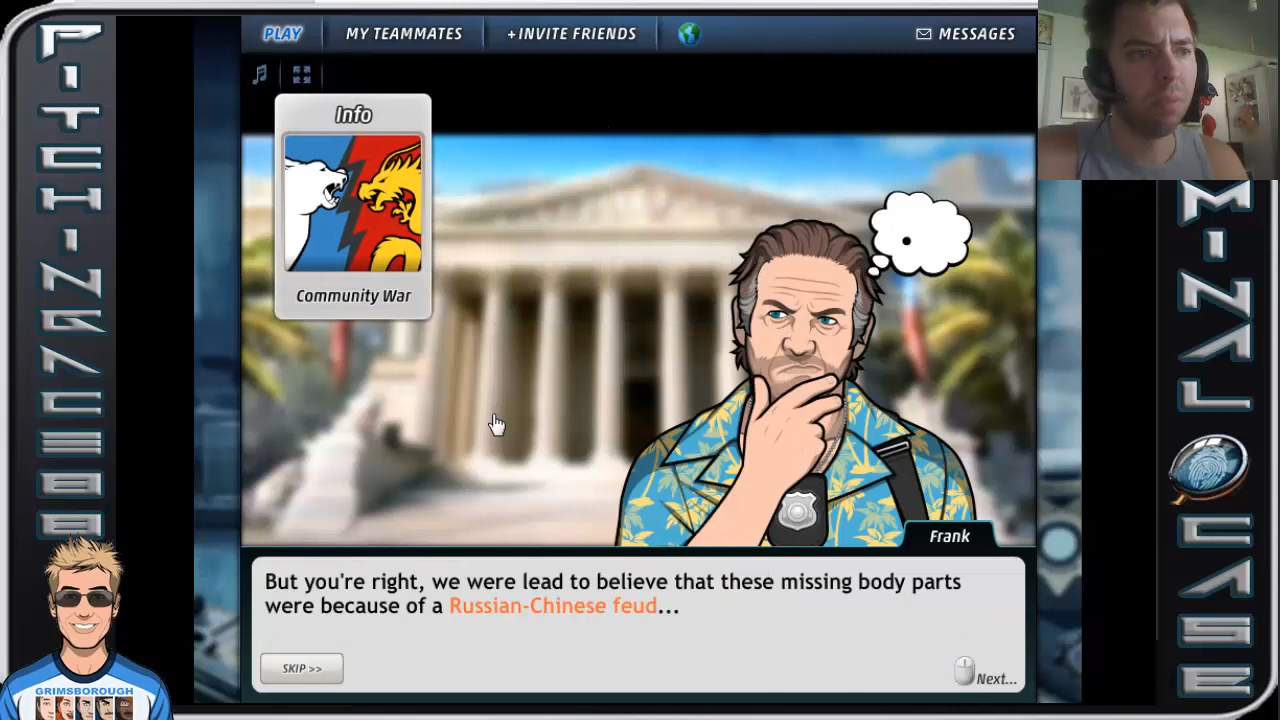 PLAY
MY TEAMMATES
+INVITE FRIENDS
MESSAGES
Info
Community War
Frank
But you're right, we were lead to believe that these missing body parts
were because of a Russian-Chinese feud...
SKIP >>
Next...
GRIMSBOROUGH
CASE